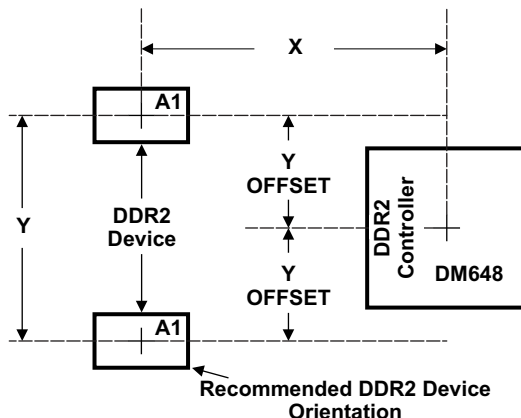 X
A1
Y
OFFSET
Y
DDR2
Device
DDR2
Controller
DM648
Y
OFFSET
A1
Recommended DDR2 Device
Orientation